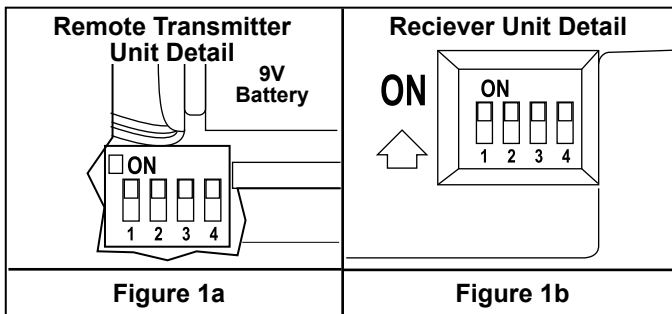 Remote Transmitter
Unit Detail
9V
Battery
ON
1 2 3 4
Figure 1a
Reciever Unit Detail
ON
ON
1 2 3 4
Figure 1b